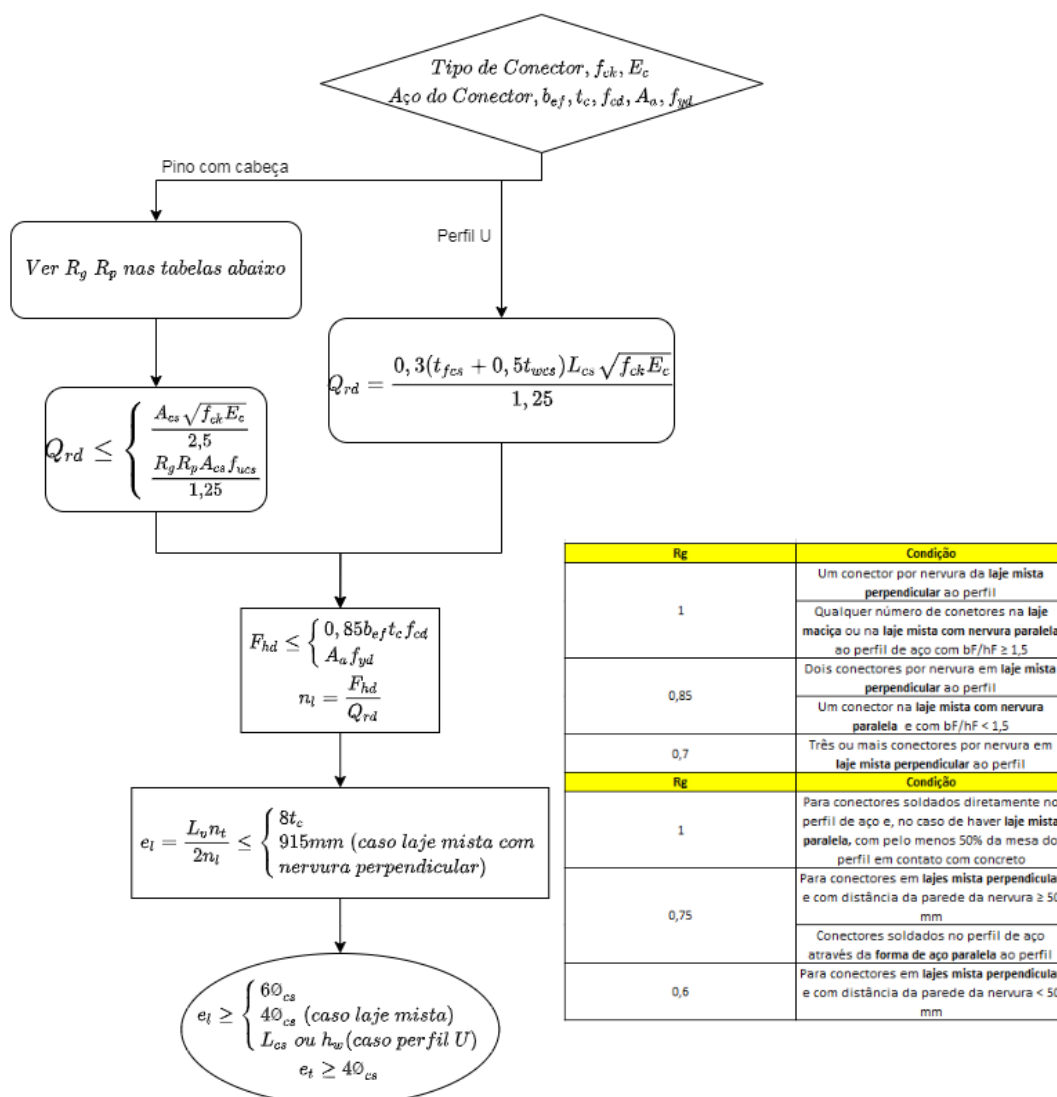 Tipo de Conector, f_ck, E_c
Aço do Conector, b_ef, t_c, f_cd, A_a, f_yd
Pino com cabeça
Perfil U
Ver R_g R_p nas tabelas abaixo
Q_rd = 0,3(t_fcs + 0,5t_wcs)L_cs √(f_ck E_c) / 1,25
Q_rd ≤ { A_cs √(f_ck E_c) / 2,5
R_g R_p A_cs f_ucs / 1,25
F_hd ≤ { 0,85b_ef t_c f_cd
A_a f_yd
n_l = F_hd / Q_rd
e_l = L_v n_t / 2n_l ≤ { 8t_c
915mm (caso laje mista com
nervura perpendicular)
e_l ≥ { 6∅_cs
4∅_cs (caso laje mista)
L_cs ou h_w(caso perfil U)
e_t ≥ 4∅_cs
Rg Condição
1
Um conector por nervura da laje mista
perpendicular ao perfil
Qualquer número de conetores na laje
maciça ou na laje mista com nervura paralela
ao perfil de aço com bF/hF ≥ 1,5
0,85
Dois conectores por nervura em laje mista
perpendicular ao perfil
Um conector na laje mista com nervura
paralela e com bF/hF < 1,5
0,7
Três ou mais conectores por nervura em
laje mista perpendicular ao perfil
Rg Condição
1
Para conectores soldados diretamente no
perfil de aço e, no caso de haver laje mista
paralela, com pelo menos 50% da mesa do
perfil em contato com concreto
0,75
Para conectores em lajes mista perpendicular
e com distância da parede da nervura ≥ 50
mm
Conectores soldados no perfil de aço
através da forma de aço paralela ao perfil
0,6
Para conectores em lajes mista perpendicular
e com distância da parede da nervura < 50
mm